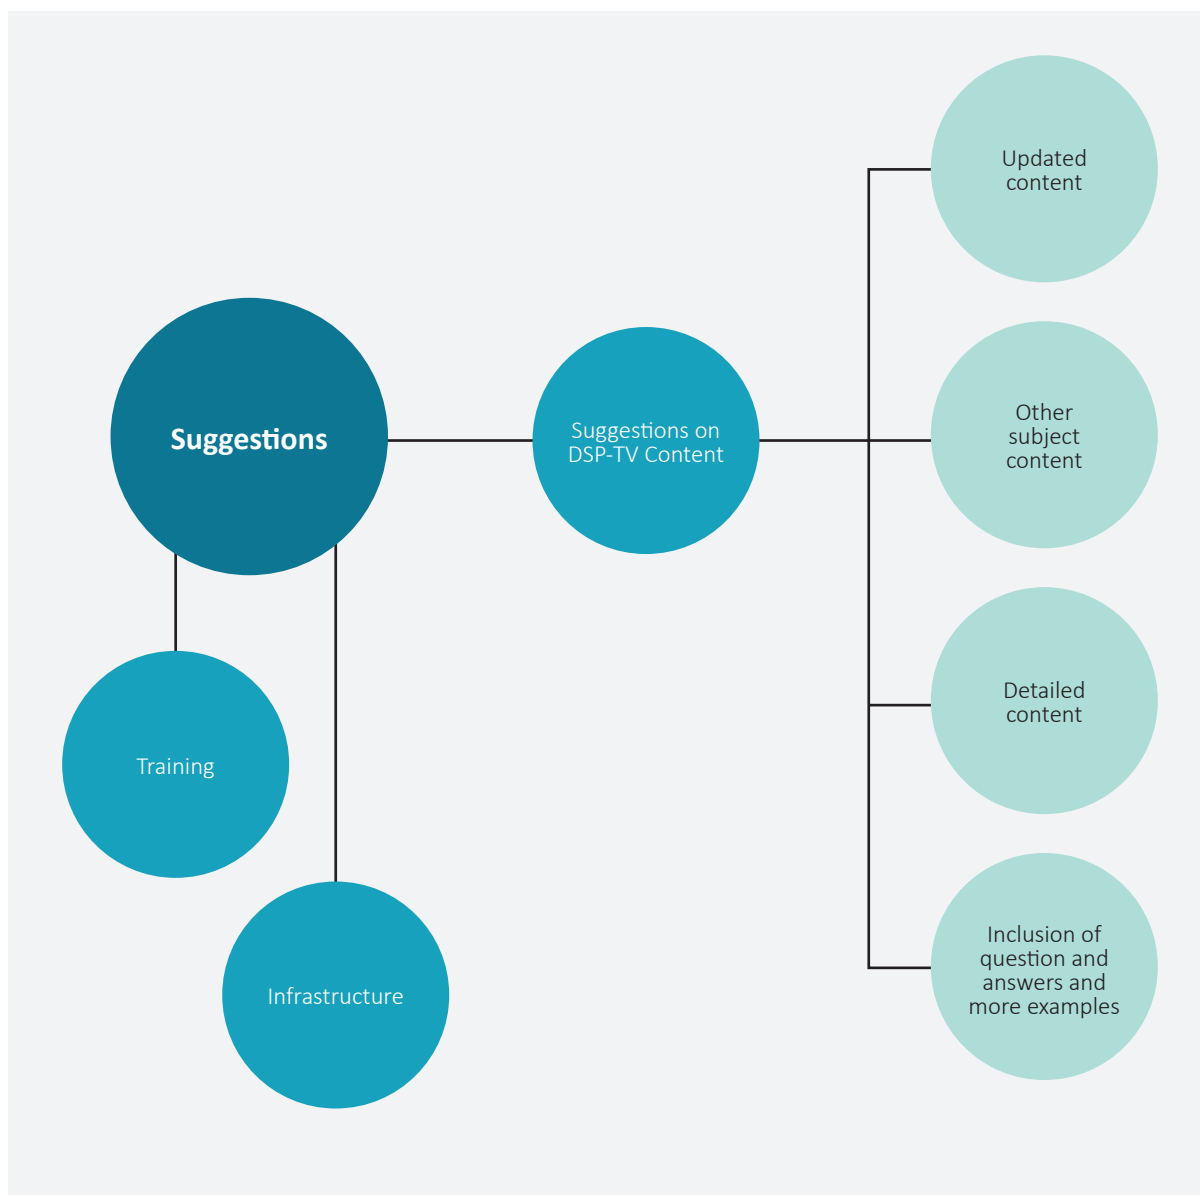 Suggestions
Training
Infrastructure
Suggestions on
DSP-TV Content
Updated
content
Other
subject
content
Detailed
content
Inclusion of
question and
answers and
more examples